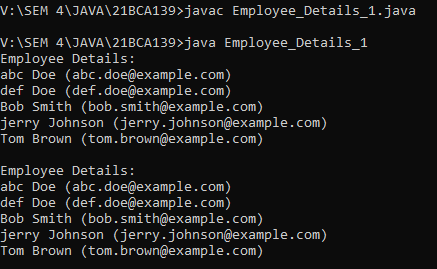 V:\SEM 4\JAVA\21BCA139>javac Employee_Details_1.java
V:\SEM 4\JAVA\21BCA139>java Employee_Details_1
Employee Details:
abc Doe (abc.doe@example.com)
def Doe (def.doe@example.com)
Bob Smith (bob.smith@example.com)
jerry Johnson (jerry.johnson@example.com)
Tom Brown (tom.brown@example.com)
Employee Details:
abc Doe (abc.doe@example.com)
def Doe (def.doe@example.com)
Bob Smith (bob.smith@example.com)
jerry Johnson (jerry.johnson@example.com)
Tom Brown (tom.brown@example.com)